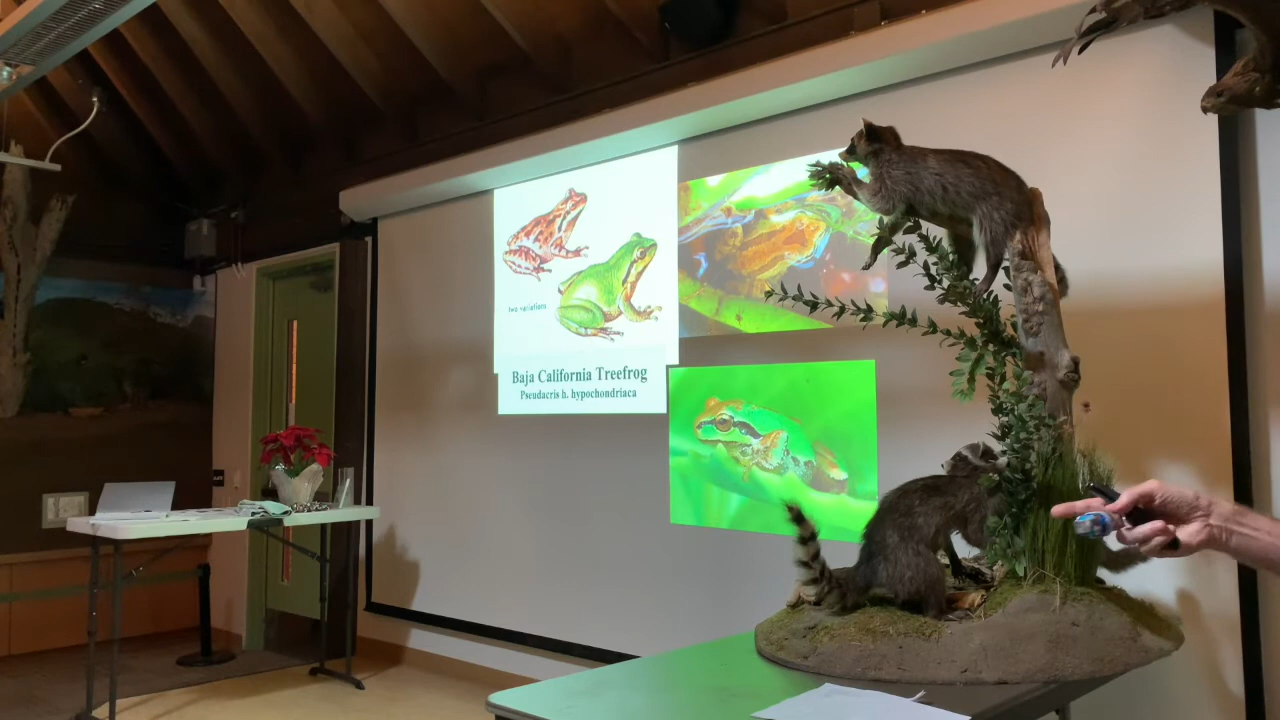 two variations
Baja California Treefrog
Pseudacris h. hypochondriaca